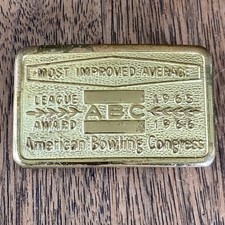 MOST IMPROVED AVERAGE
LEAGUE ABC 1965
AWARD 1966
American Bowling Congress